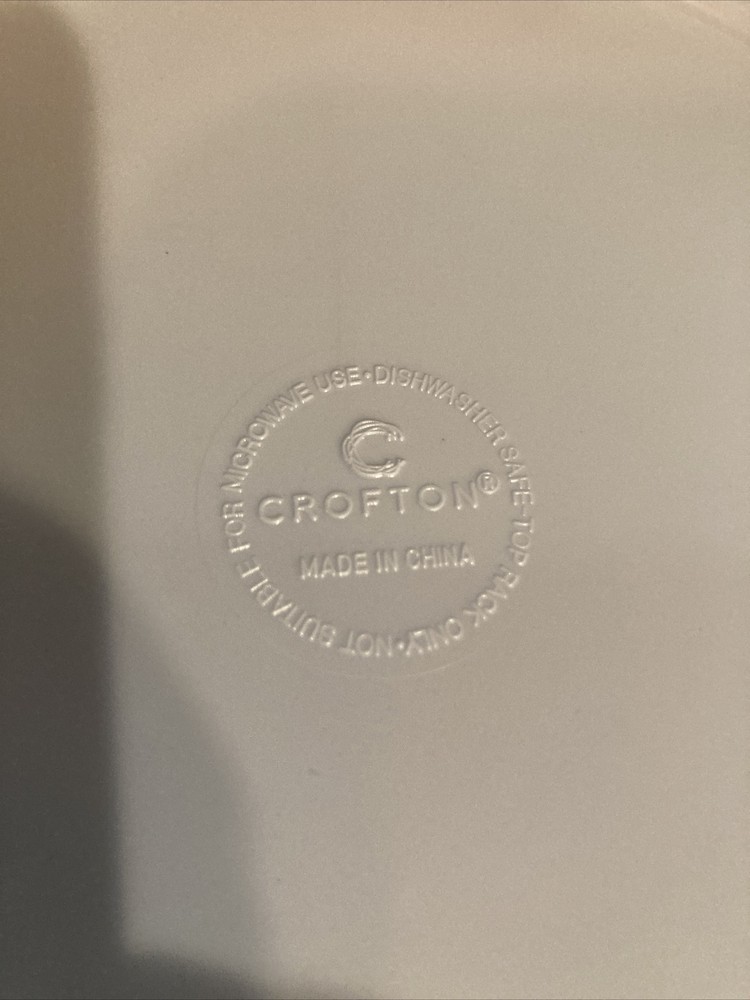 NOT SUITABLE FOR MICROWAVE USE•DISHWASHER SAFE-TOP RACK ONLY•
C
CROFTON®
MADE IN CHINA